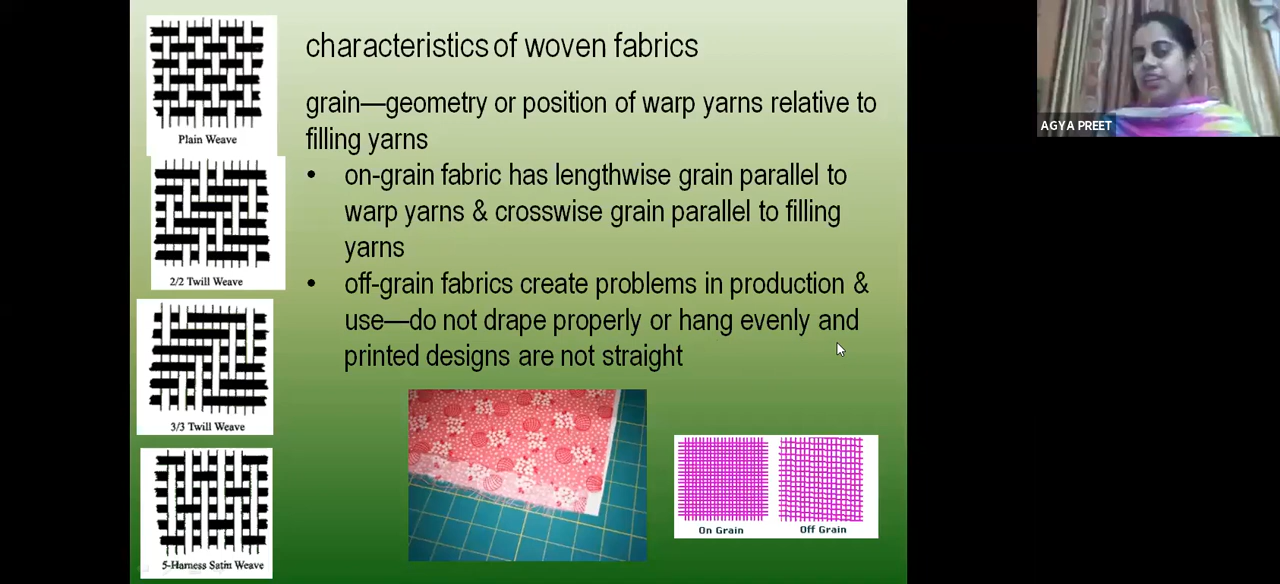 characteristics of woven fabrics
grain—geometry or position of warp yarns relative to
filling yarns
• on-grain fabric has lengthwise grain parallel to
warp yarns & crosswise grain parallel to filling
yarns
• off-grain fabrics create problems in production &
use—do not drape properly or hang evenly and
printed designs are not straight
Plain Weave
2/2 Twill Weave
3/3 Twill Weave
5-Harness Satin Weave
On Grain
Off Grain
AGYA PREET